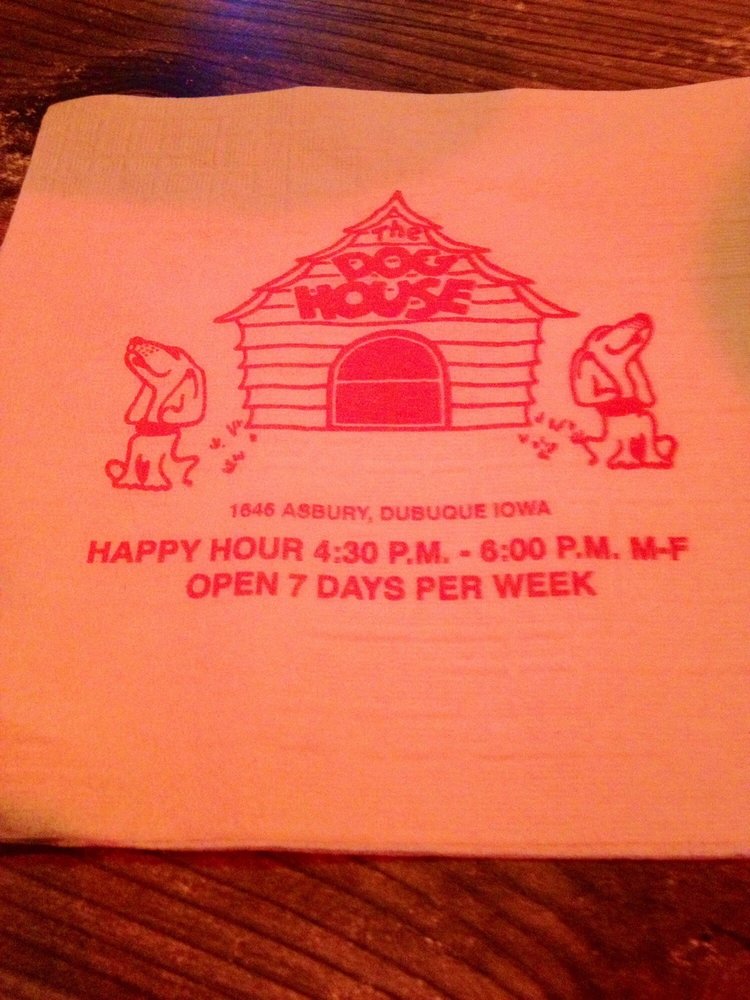 The
DOG
HOUSE
1646 ASBURY, DUBUQUE IOWA
HAPPY HOUR 4:30 P.M. - 6:00 P.M. M-F
OPEN 7 DAYS PER WEEK